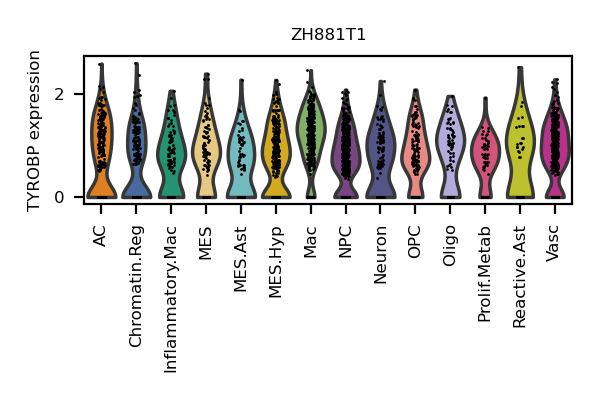 ZH881T1
TYROBP expression
2
0
AC
Chromatin.Reg
Inflammatory.Mac
MES
MES.Ast
MES.Hyp
Mac
NPC
Neuron
OPC
Oligo
Prolif.Metab
Reactive.Ast
Vasc